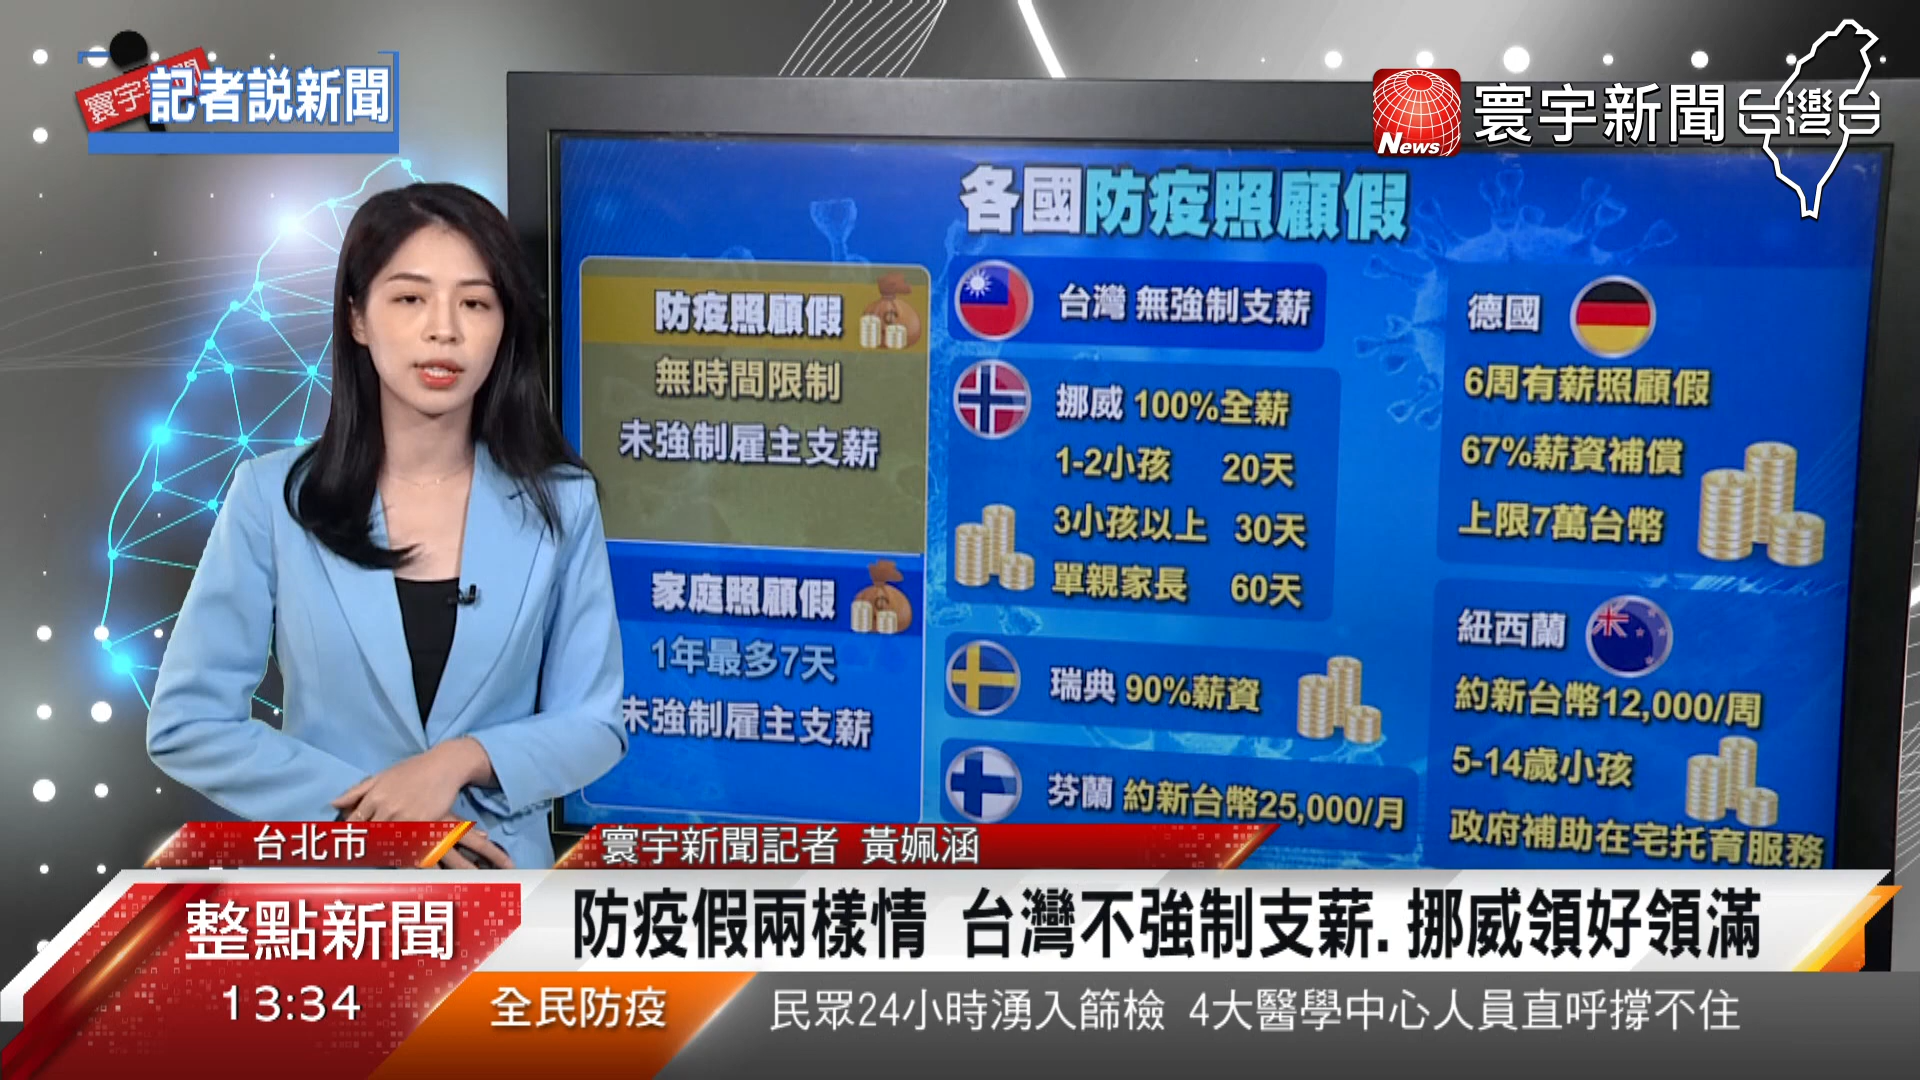 寰宇新聞
記者説新聞
News
寰宇新聞
台灣台
各國防疫照顧假
防疫照顧假
無時間限制
未強制雇主支薪
家庭照顧假
1年最多7天
未強制雇主支薪
台灣 無強制支薪
挪威 100%全薪
1-2小孩 20天
3小孩以上 30天
單親家長 60天
瑞典 90%薪資
芬蘭 約新台幣25,000/月
德國
6周有薪照顧假
67%薪資補償
上限7萬台幣
紐西蘭
約新台幣12,000/周
5-14歲小孩
政府補助在宅托育服務
台北市
寰宇新聞記者 黃姵涵
整點新聞
防疫假兩樣情 台灣不強制支薪.挪威領好領滿
13:34
全民防疫
民眾24小時湧入篩檢 4大醫學中心人員直呼撐不住